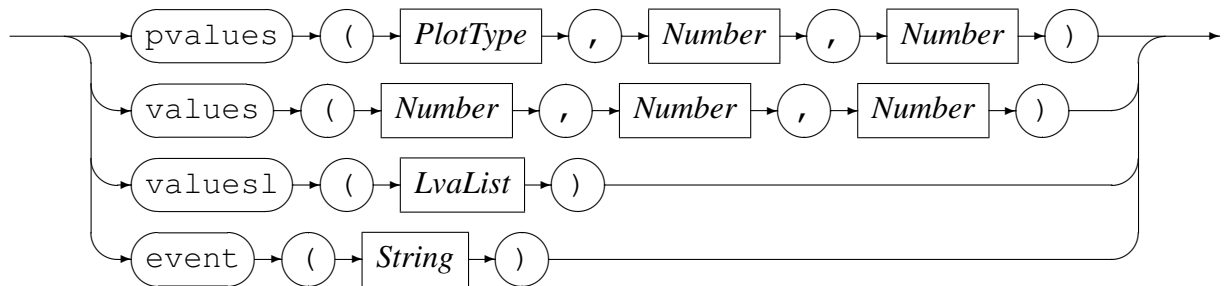 pvalues ( PlotType , Number , Number )
values ( Number , Number , Number )
valuesl ( LvaList )
event ( String )